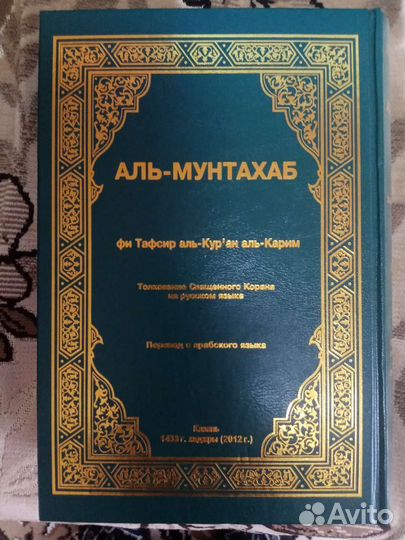 АЛЬ-МУНТАХАБ
фи Тафсир аль-Кур'ан аль-Карим
Толкование Священного Корана
на русском языке
Перевод с арабского языка
Казань
1433 г. хиджры (2012 г.)
Avito